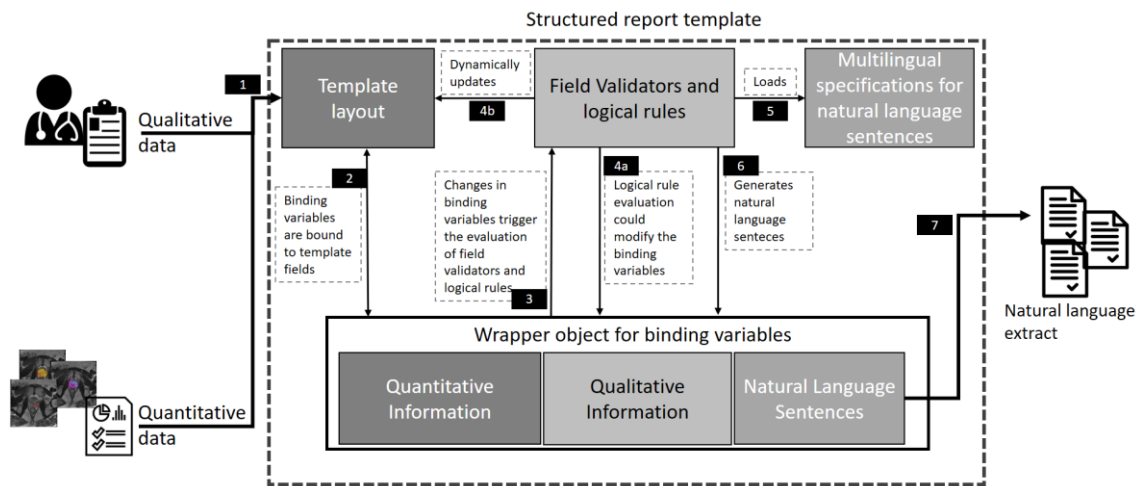 Structured report template
1
Qualitative
data
Template
layout
Dynamically
updates
4b
Field Validators and
logical rules
Loads
5
Multilingual
specifications for
natural language
sentences
2
Binding
variables
are bound
to template
fields
Changes in
binding
variables trigger
the evaluation
of field
validators and
logical rules
3
4a
Logical rule
evaluation
could
modify the
binding
variables
6
Generates
natural
language
senteces
7
Natural language
extract
Quantitative
data
Wrapper object for binding variables
Quantitative
Information
Qualitative
Information
Natural Language
Sentences